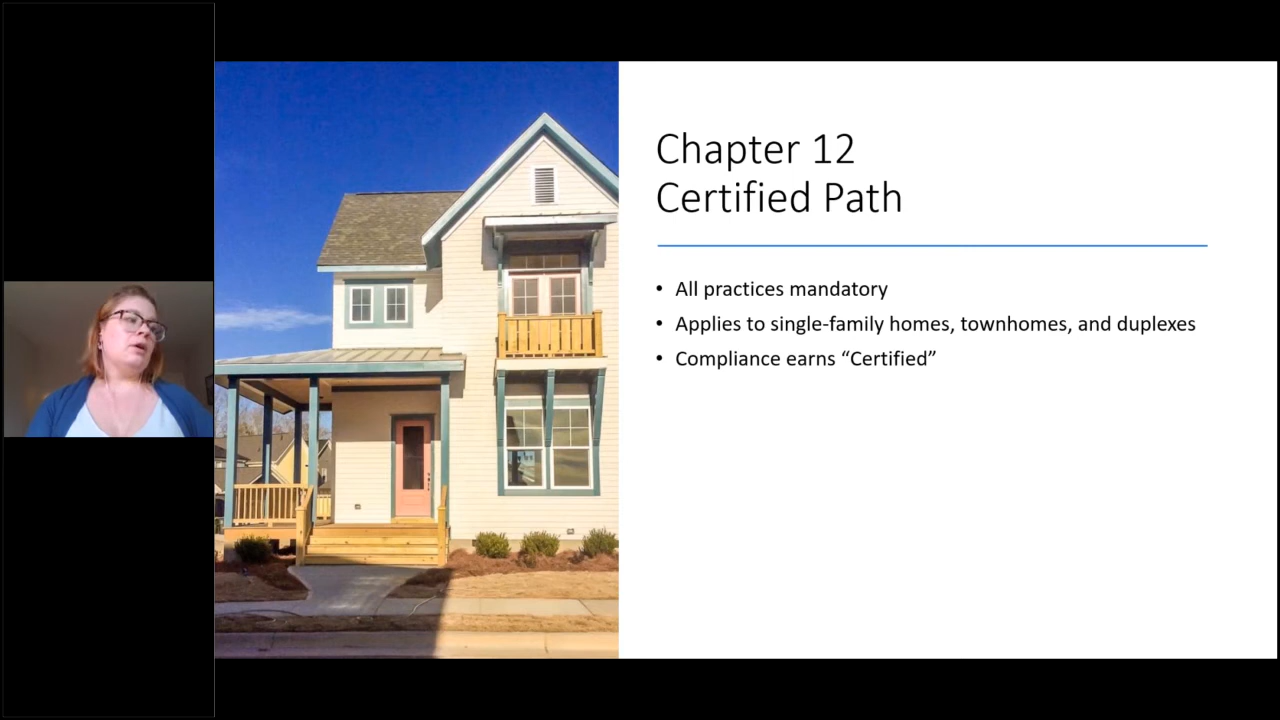 Chapter 12
Certified Path
• All practices mandatory
• Applies to single-family homes, townhomes, and duplexes
• Compliance earns “Certified”